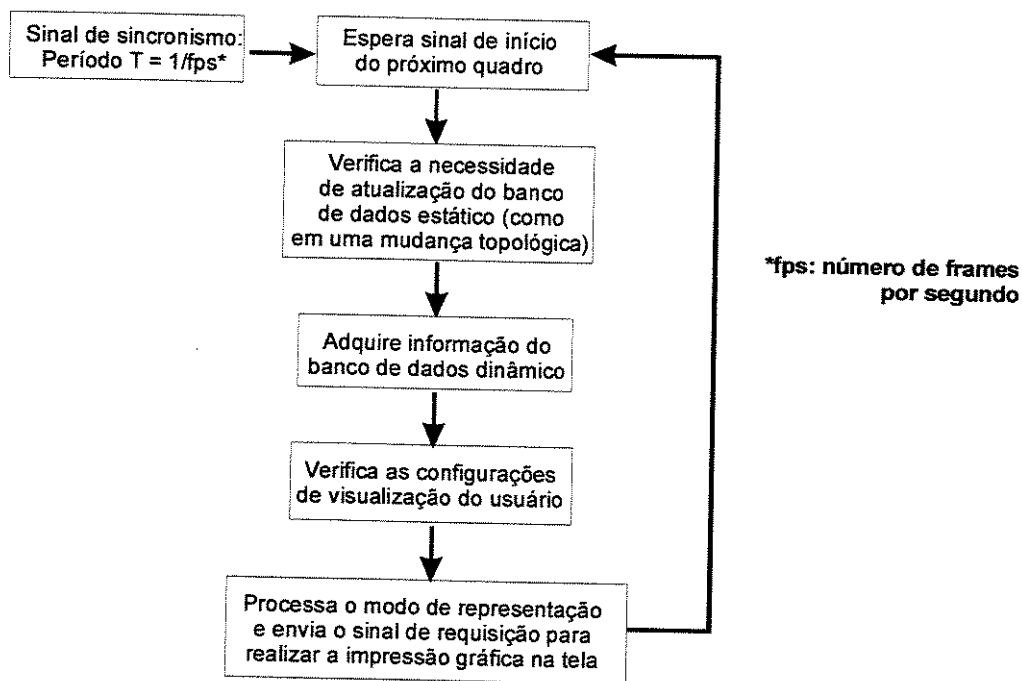 Sinal de sincronismo:
Período T = 1/fps*
Espera sinal de início
do próximo quadro
Verifica a necessidade
de atualização do banco
de dados estático (como
em uma mudança topológica)
*fps: número de frames
por segundo
Adquire informação do
banco de dados dinâmico
Verifica as configurações
de visualização do usuário
Processa o modo de representação
e envia o sinal de requisição para
realizar a impressão gráfica na tela